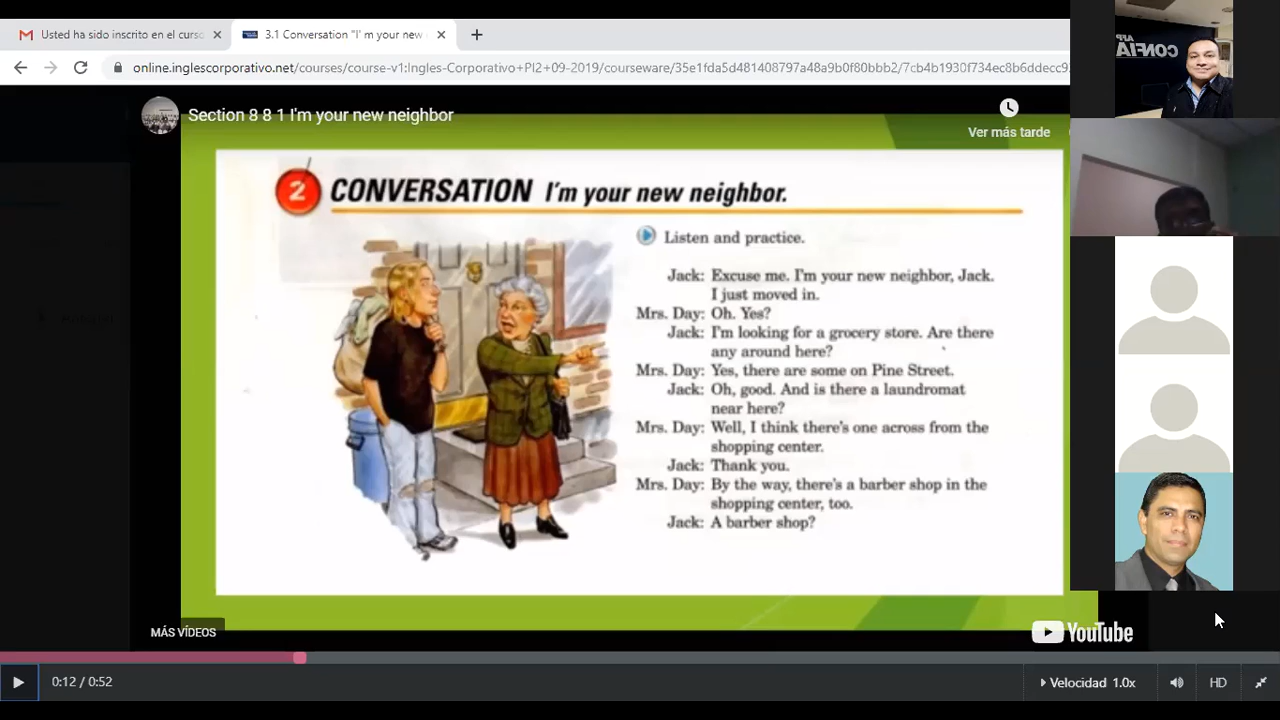 Usted ha sido inscrito en el curso
3.1 Conversation "I' m your new
online.inglescorporativo.net/courses/course-v1:Ingles-Corporativo+PI2+09-2019/courseware/35e1fda5d481408797a48a9b0f80bbb2/7cb4b1930f734ec8b6ddecc9
Section 8 8 1 I'm your new neighbor
Ver más tarde
2 CONVERSATION I'm your new neighbor.
Listen and practice.
Jack: Excuse me. I'm your new neighbor, Jack.
I just moved in.
Mrs. Day: Oh. Yes?
Jack: I'm looking for a grocery store. Are there
any around here?
Mrs. Day: Yes, there are some on Pine Street.
Jack: Oh, good. And is there a laundromat
near here?
Mrs. Day: Well, I think there's one across from the
shopping center.
Jack: Thank you.
Mrs. Day: By the way, there's a barber shop in the
shopping center, too.
Jack: A barber shop?
MÁS VÍDEOS
YouTube
0:12 / 0:52
Velocidad 1.0x
HD
AFP
CONFIA